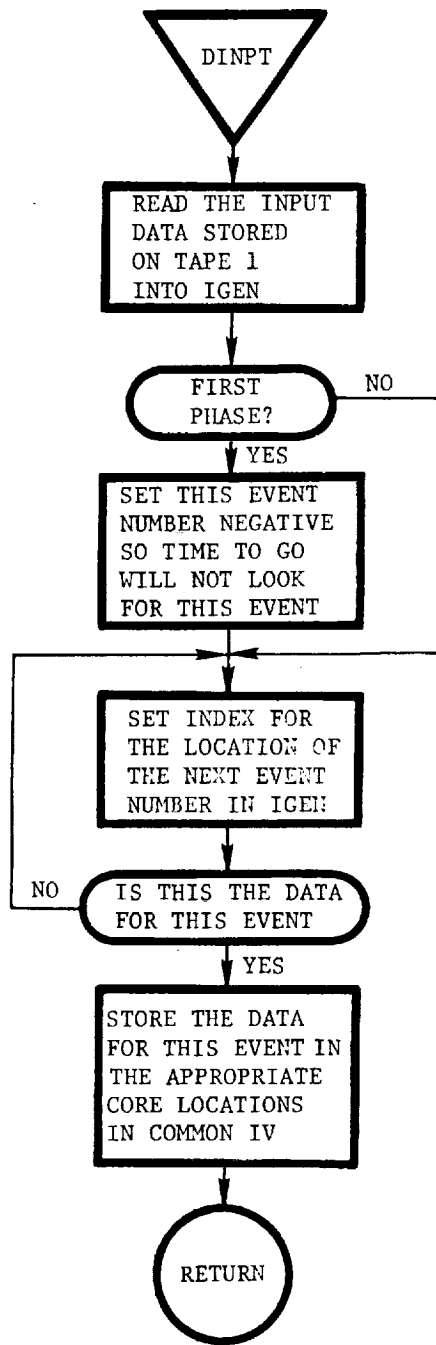 DINPT
READ THE INPUT
DATA STORED
ON TAPE 1
INTO IGEN
FIRST
PHASE?
NO
YES
SET THIS EVENT
NUMBER NEGATIVE
SO TIME TO GO
WILL NOT LOOK
FOR THIS EVENT
SET INDEX FOR
THE LOCATION OF
THE NEXT EVENT
NUMBER IN IGEN
NO
IS THIS THE DATA
FOR THIS EVENT
YES
STORE THE DATA
FOR THIS EVENT IN
THE APPROPRIATE
CORE LOCATIONS
IN COMMON IV
RETURN